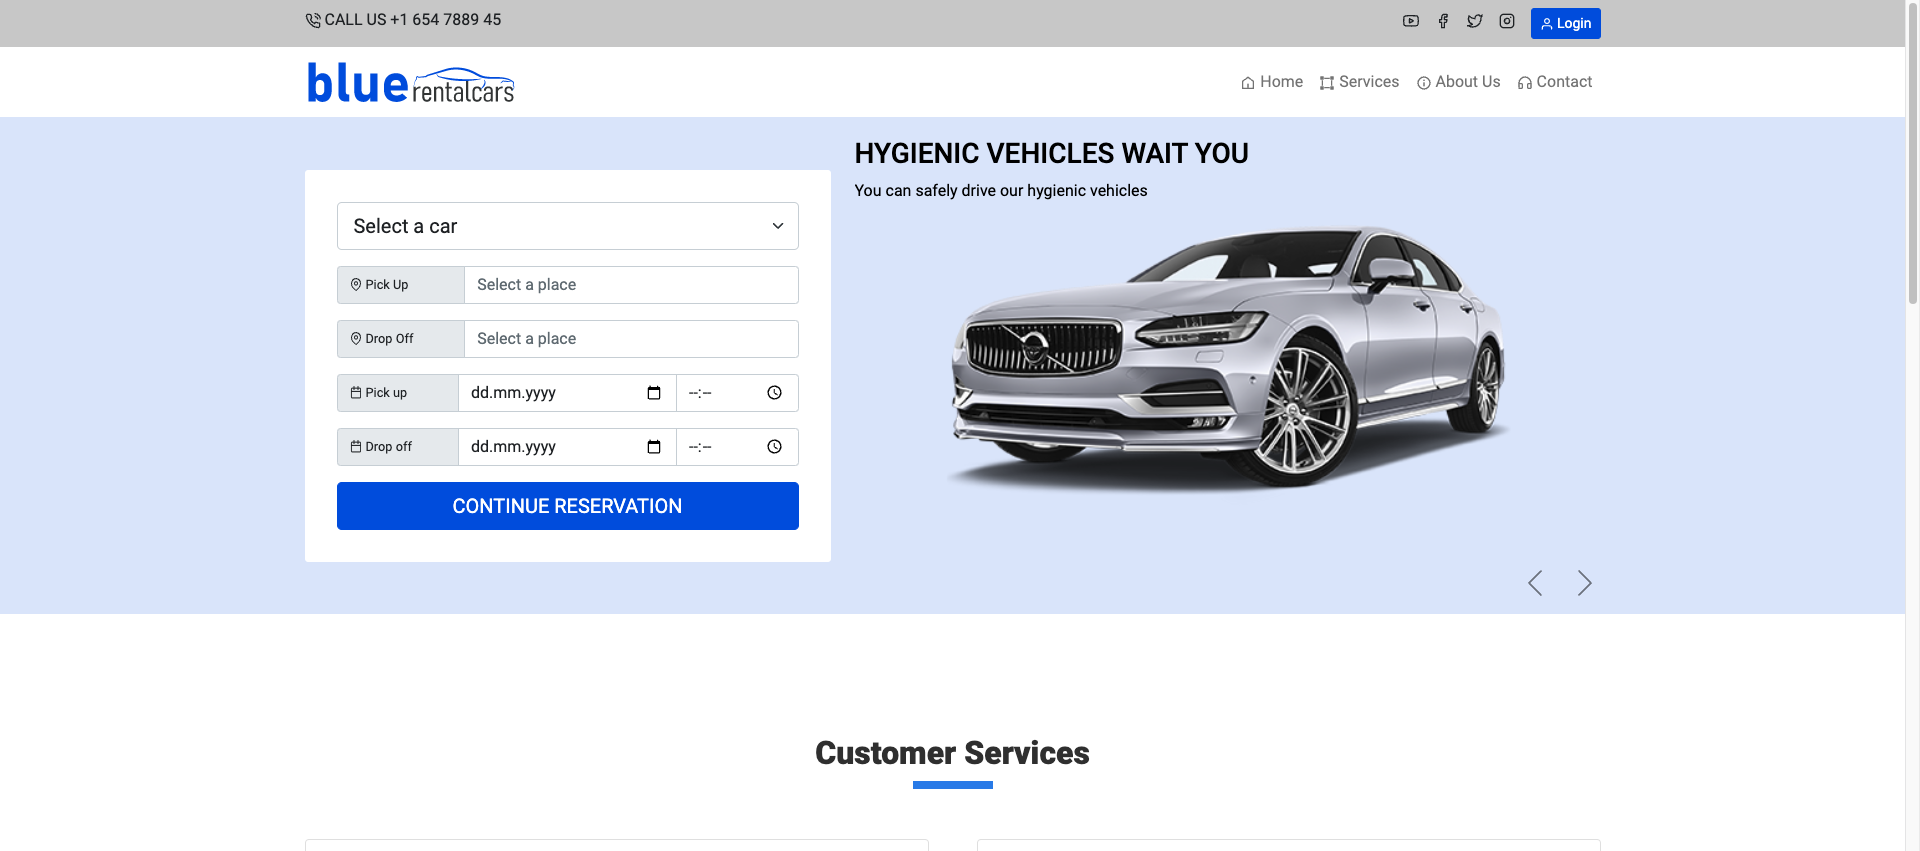 CALL US +1 654 7889 45
Login
blue rentalcars
Home Services About Us Contact
HYGIENIC VEHICLES WAIT YOU
You can safely drive our hygienic vehicles
Select a car
Pick Up Select a place
Drop Off Select a place
Pick up dd.mm.yyyy --:--
Drop off dd.mm.yyyy --:--
CONTINUE RESERVATION
Customer Services